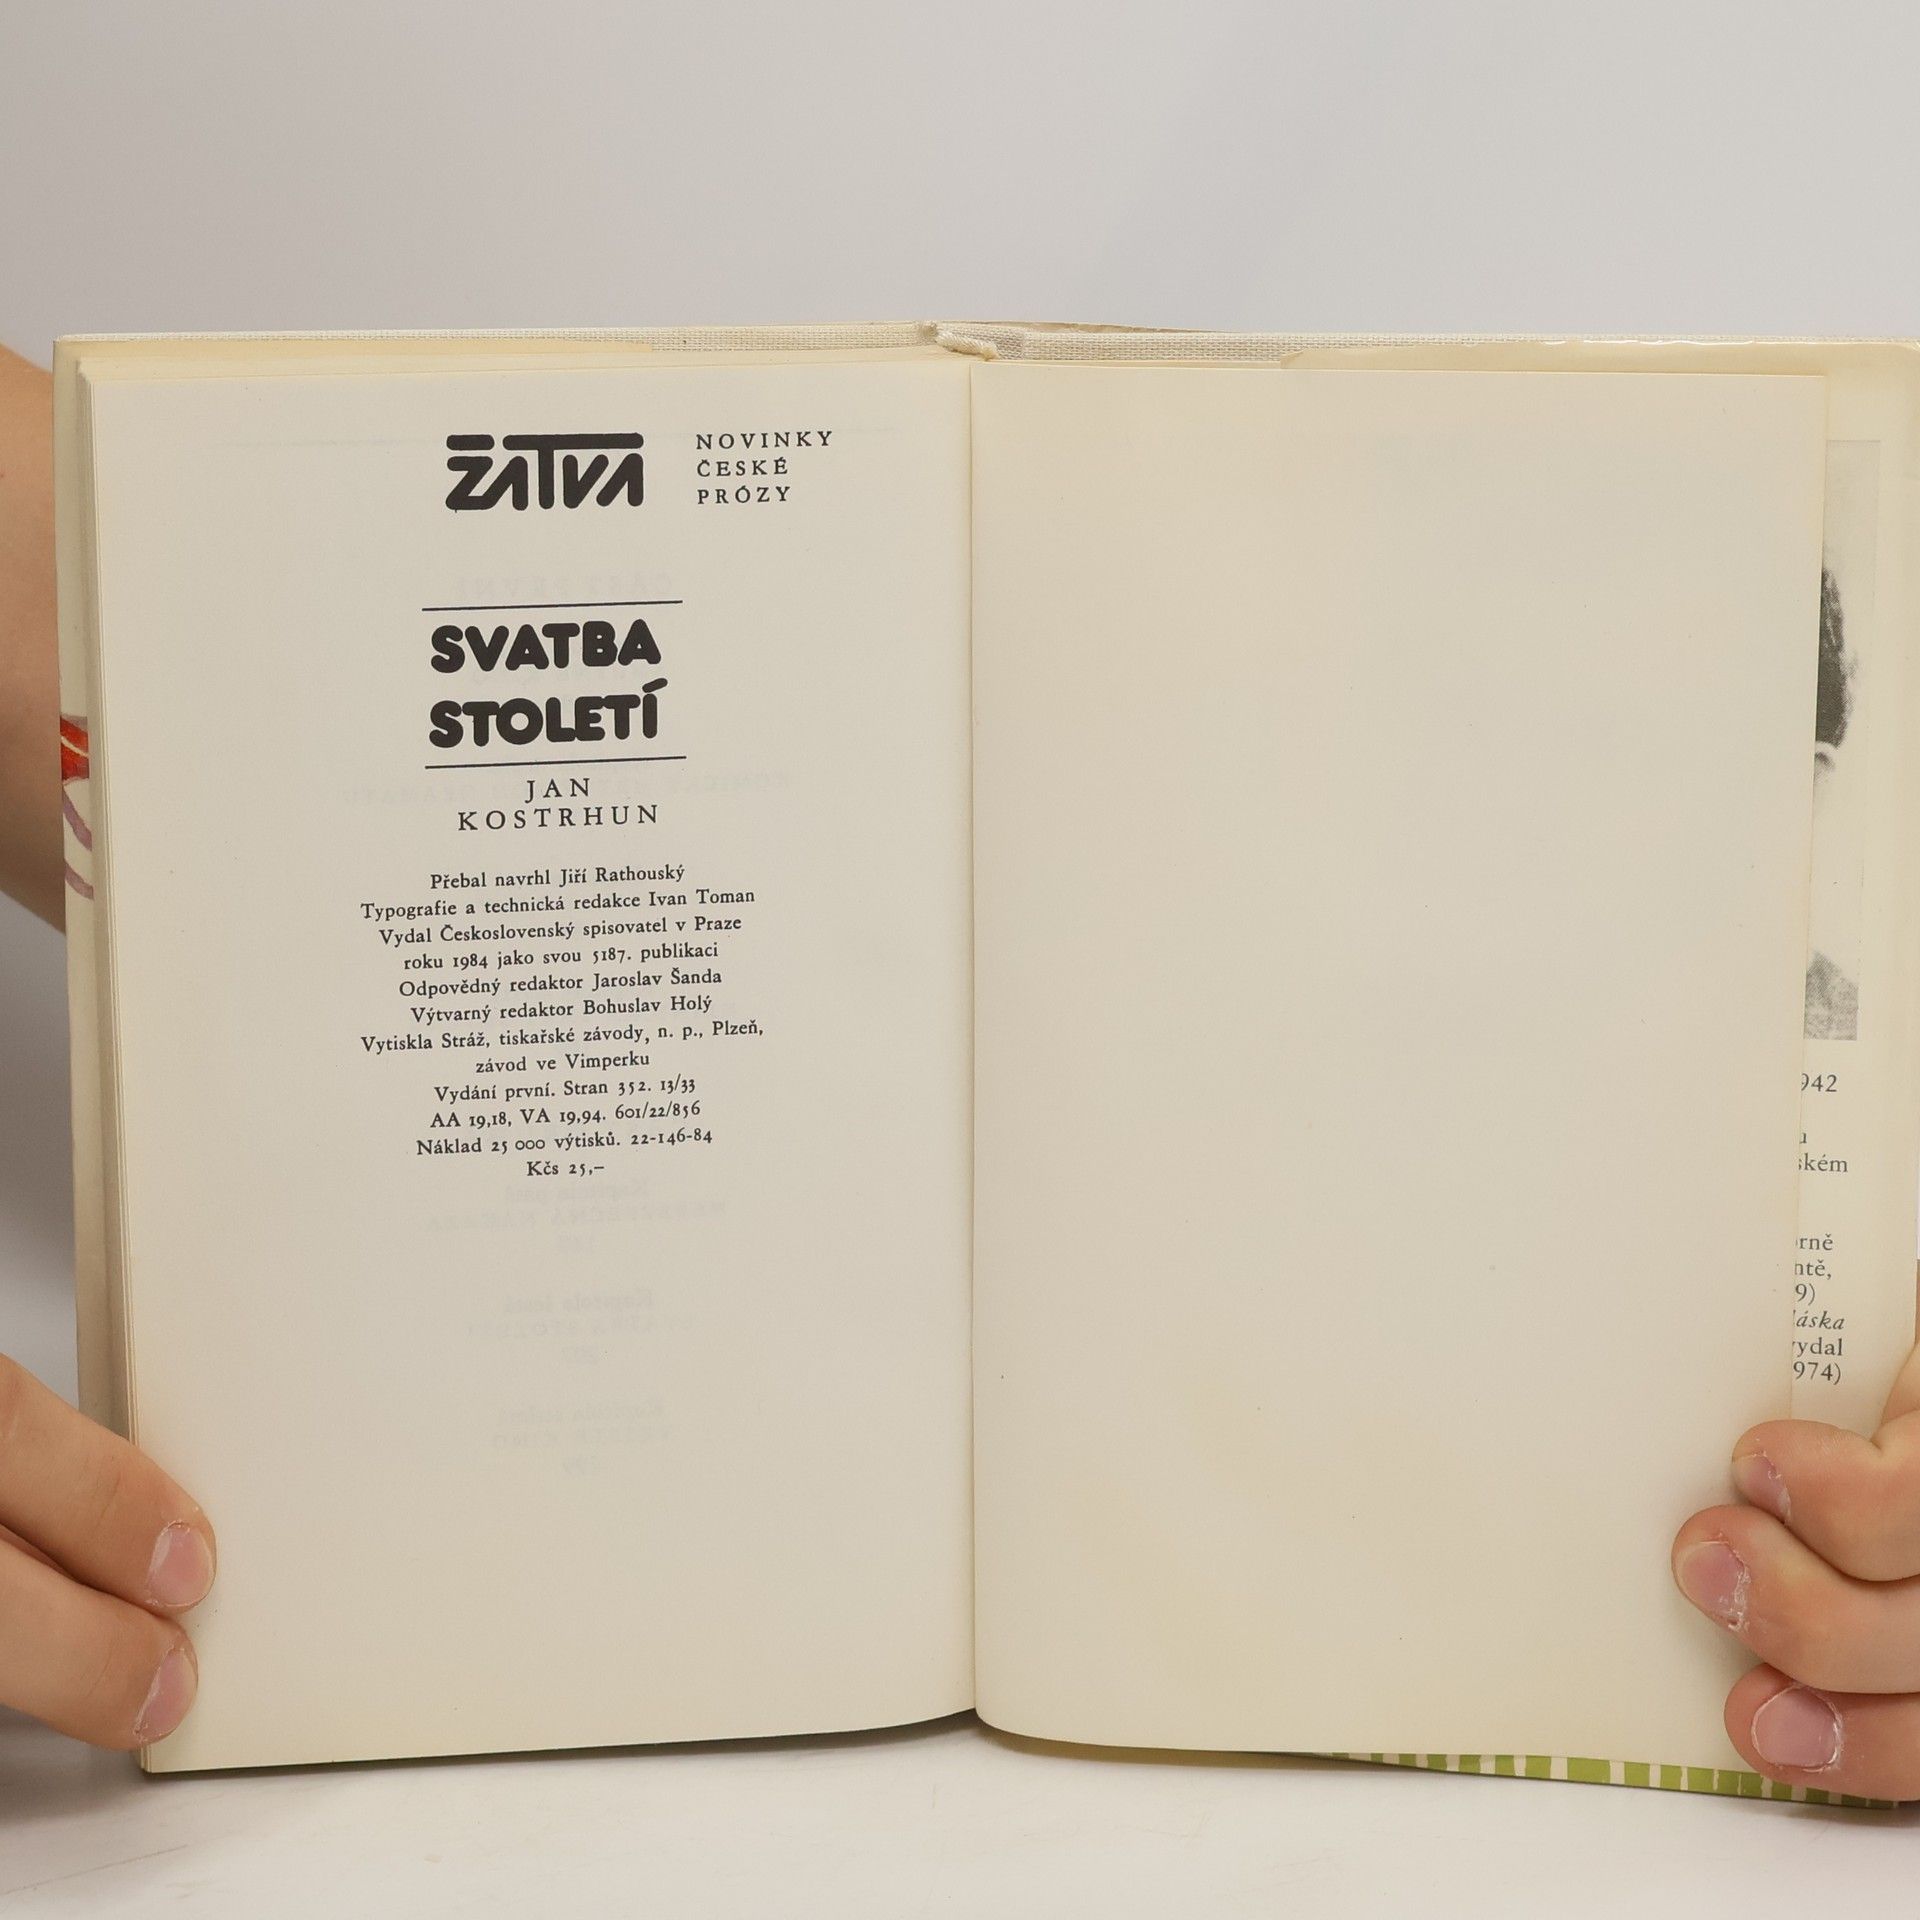 ŽATVA
NOVINKY
ČESKÉ
PRÓZY
SVATBA
STOLETÍ
JAN
KOSTRHUN
Přebal navrhl Jiří Rathouský
Typografie a technická redakce Ivan Toman
Vydal Československý spisovatel v Praze
roku 1984 jako svou 5187. publikaci
Odpovědný redaktor Jaroslav Šanda
Výtvarný redaktor Bohuslav Holý
Vytiskla Stráž, tiskařské závody, n. p., Plzeň,
závod ve Vimperku
Vydání první. Stran 352. 13/33
AA 19,18, VA 19,94. 601/22/856
Náklad 25 000 výtisků. 22-146-84
Kčs 25,–